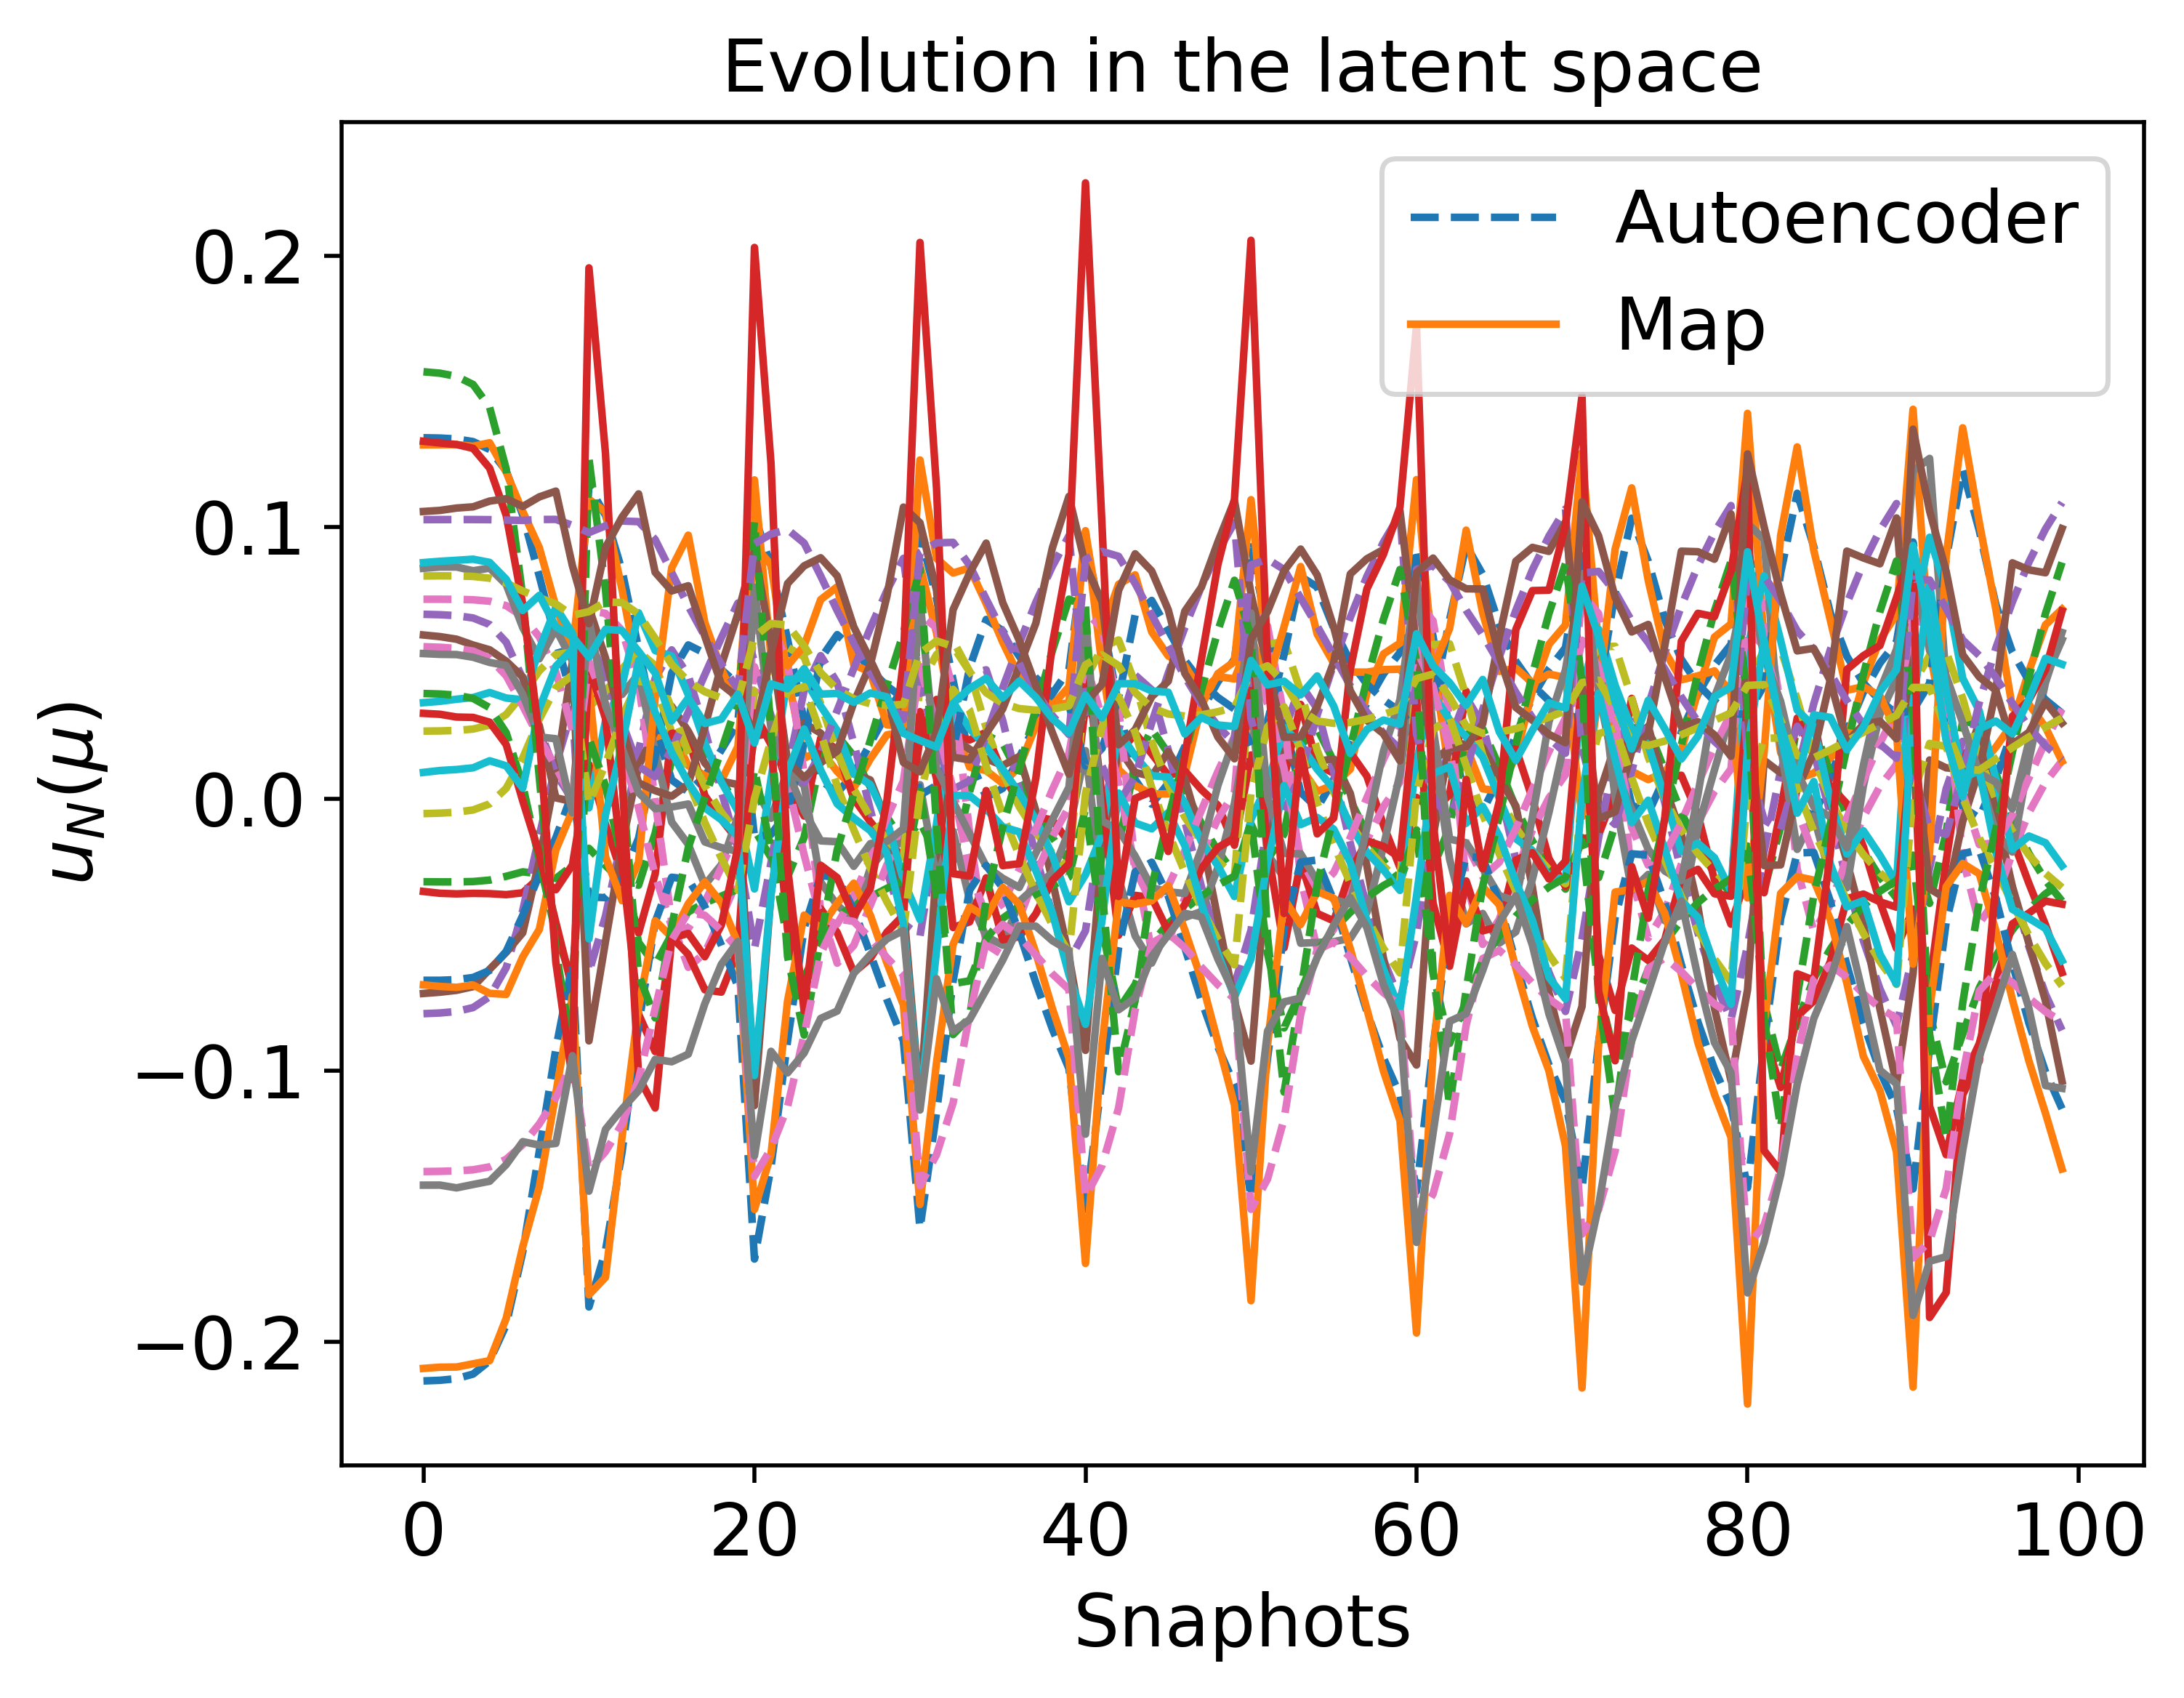 Evolution in the latent space
Autoencoder
Map
0.2
0.1
0.0
−0.1
−0.2
u_N(μ)
0 20 40 60 80 100
Snaphots